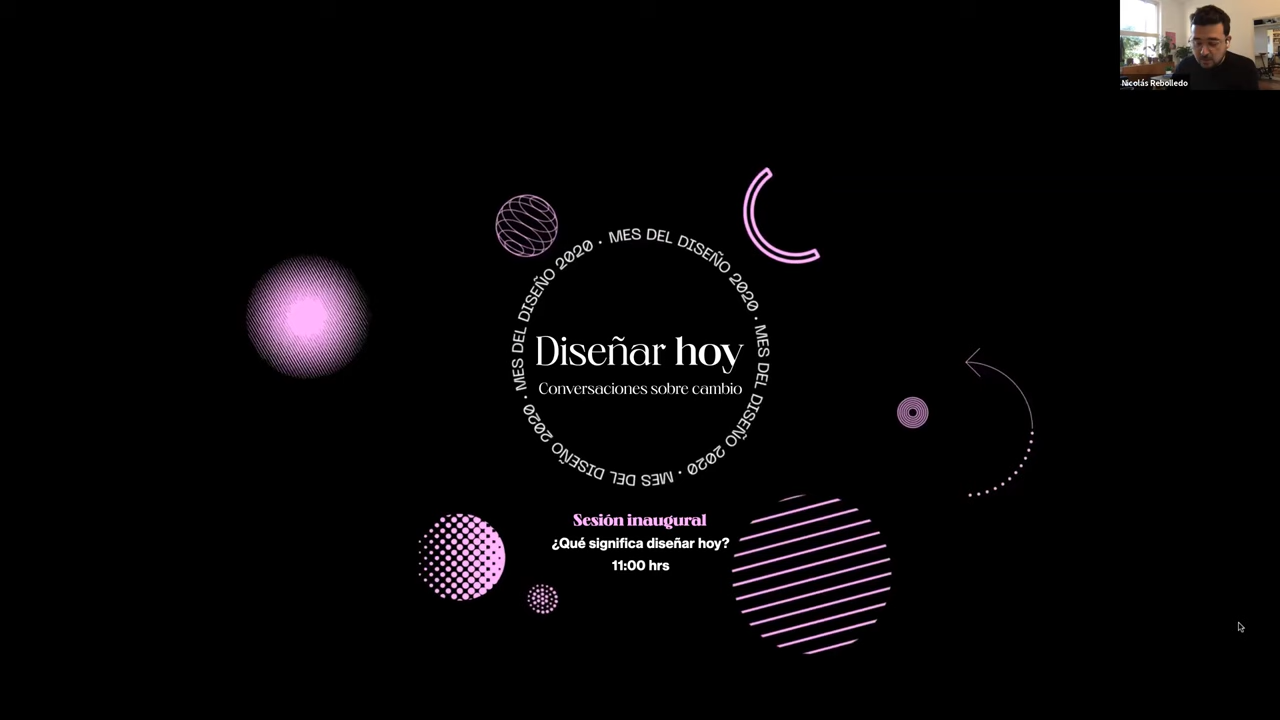 Nicolás Rebolledo
MES DEL DISEÑO 2020 · MES DEL DISEÑO 2020 · MES DEL DISEÑO 2020 · MES DEL DISEÑO 2020 ·
Diseñar hoy
Conversaciones sobre cambio
Sesión inaugural
¿Qué significa diseñar hoy?
11:00 hrs